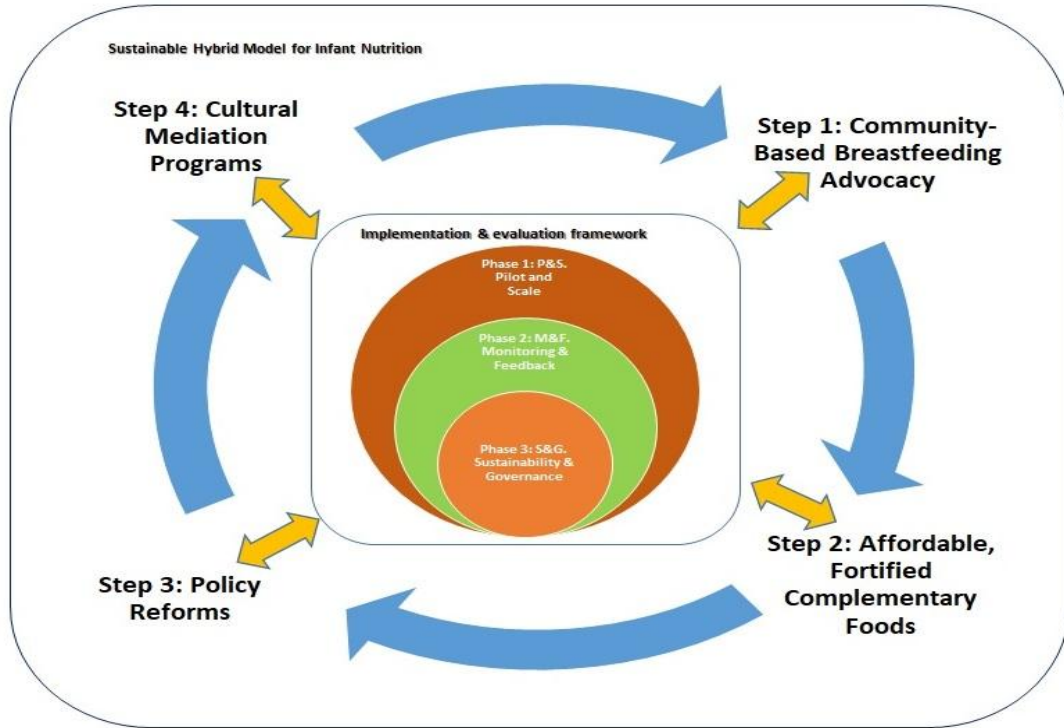 Sustainable Hybrid Model for Infant Nutrition
Step 4: Cultural
Mediation
Programs
Step 1: Community-
Based Breastfeeding
Advocacy
Implementation & evaluation framework
Phase 1: P&S.
Pilot and
Scale
Phase 2: M&F.
Monitoring &
Feedback
Phase 3: S&G.
Sustainability &
Governance
Step 3: Policy
Reforms
Step 2: Affordable,
Fortified
Complementary
Foods